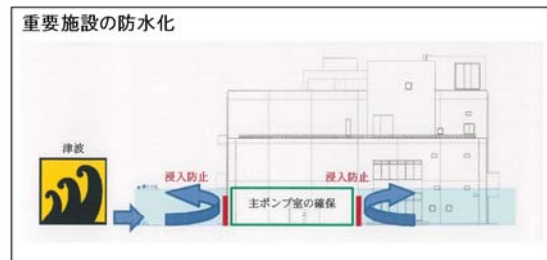 重要施設の防水化
津波
浸入防止
浸入防止
主ポンプ室の確保